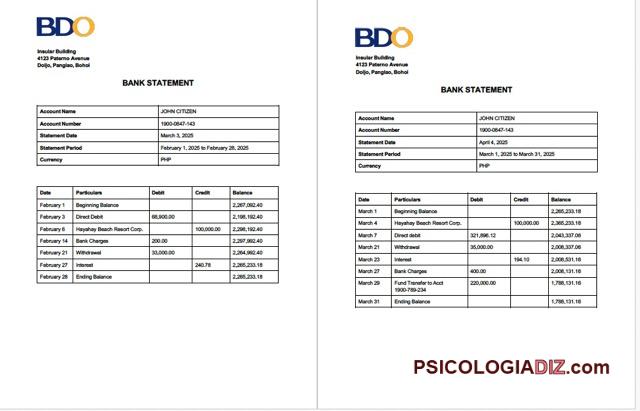 BDO
Insular Building
4123 Paterno Avenue
Doljo, Panglao, Bohol
BANK STATEMENT
Account Name JOHN CITIZEN
Account Number 1900-0847-143
Statement Date March 3, 2025
Statement Period February 1, 2025 to February 28, 2025
Currency PHP
Date Particulars Debit Credit Balance
February 1 Beginning Balance 2,267,092.40
February 3 Direct Debit 68,900.00 2,198,192.40
February 6 Hayahay Beach Resort Corp. 100,000.00 2,298,192.40
February 14 Bank Charges 200.00 2,297,992.40
February 21 Withdrawal 33,000.00 2,264,992.40
February 27 Interest 240.78 2,265,233.18
February 28 Ending Balance 2,265,233.18
BDO
Insular Building
4123 Paterno Avenue
Doljo, Panglao, Bohol
BANK STATEMENT
Account Name JOHN CITIZEN
Account Number 1900-0847-143
Statement Date April 4, 2025
Statement Period March 1, 2025 to March 31, 2025
Currency PHP
Date Particulars Debit Credit Balance
March 1 Beginning Balance 2,265,233.18
March 4 Hayahay Beach Resort Corp. 100,000.00 2,365,233.18
March 7 Direct debit 321,896.12 2,043,337.06
March 21 Withdrawal 35,000.00 2,008,337.06
March 23 Interest 194.10 2,008,531.16
March 27 Bank Charges 400.00 2,008,131.16
March 29 Fund Transfer to Acct 220,000.00 1,788,131.16
1900-789-234
March 31 Ending Balance 1,788,131.16
PSICOLOGIADIZ.com